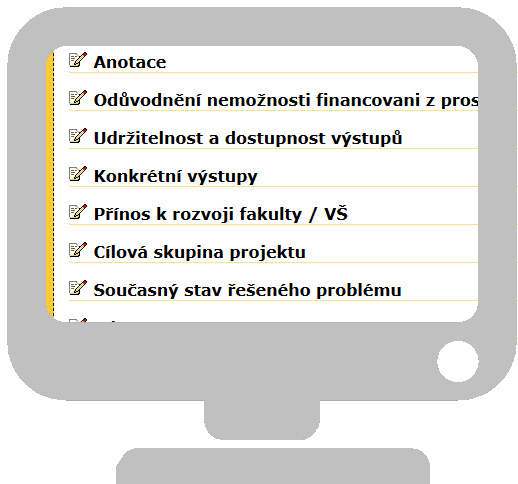 Anotace
Odůvodnění nemožnosti financovani z
Udržitelnost a dostupnost výstupů
Konkrétní výstupy
Přínos k rozvoji fakulty / VŠ
Cílová skupina projektu
Současný stav řešeného problému